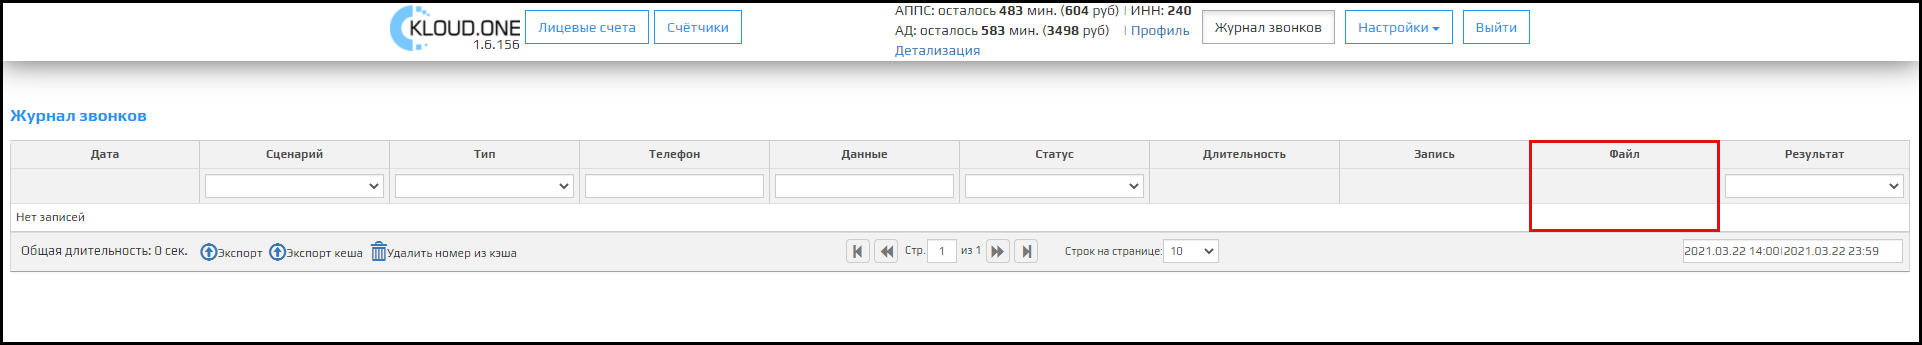 KLOUD.ONE
1.6.156
Лицевые счета
Счётчики
АППС: осталось 483 мин. (604 руб) | ИНН: 240
АД: осталось 583 мин. (3498 руб) | Профиль
Детализация
Журнал звонков
Настройки
Выйти
Журнал звонков
Дата Сценарий Тип Телефон Данные Статус Длительность Запись Файл Результат
Нет записей
Общая длительность: 0 сек. Экспорт Экспорт кеша Удалить номер из кэша Стр. 1 из 1 Строк на странице: 10 2021.03.22 14:00|2021.03.22 23:59